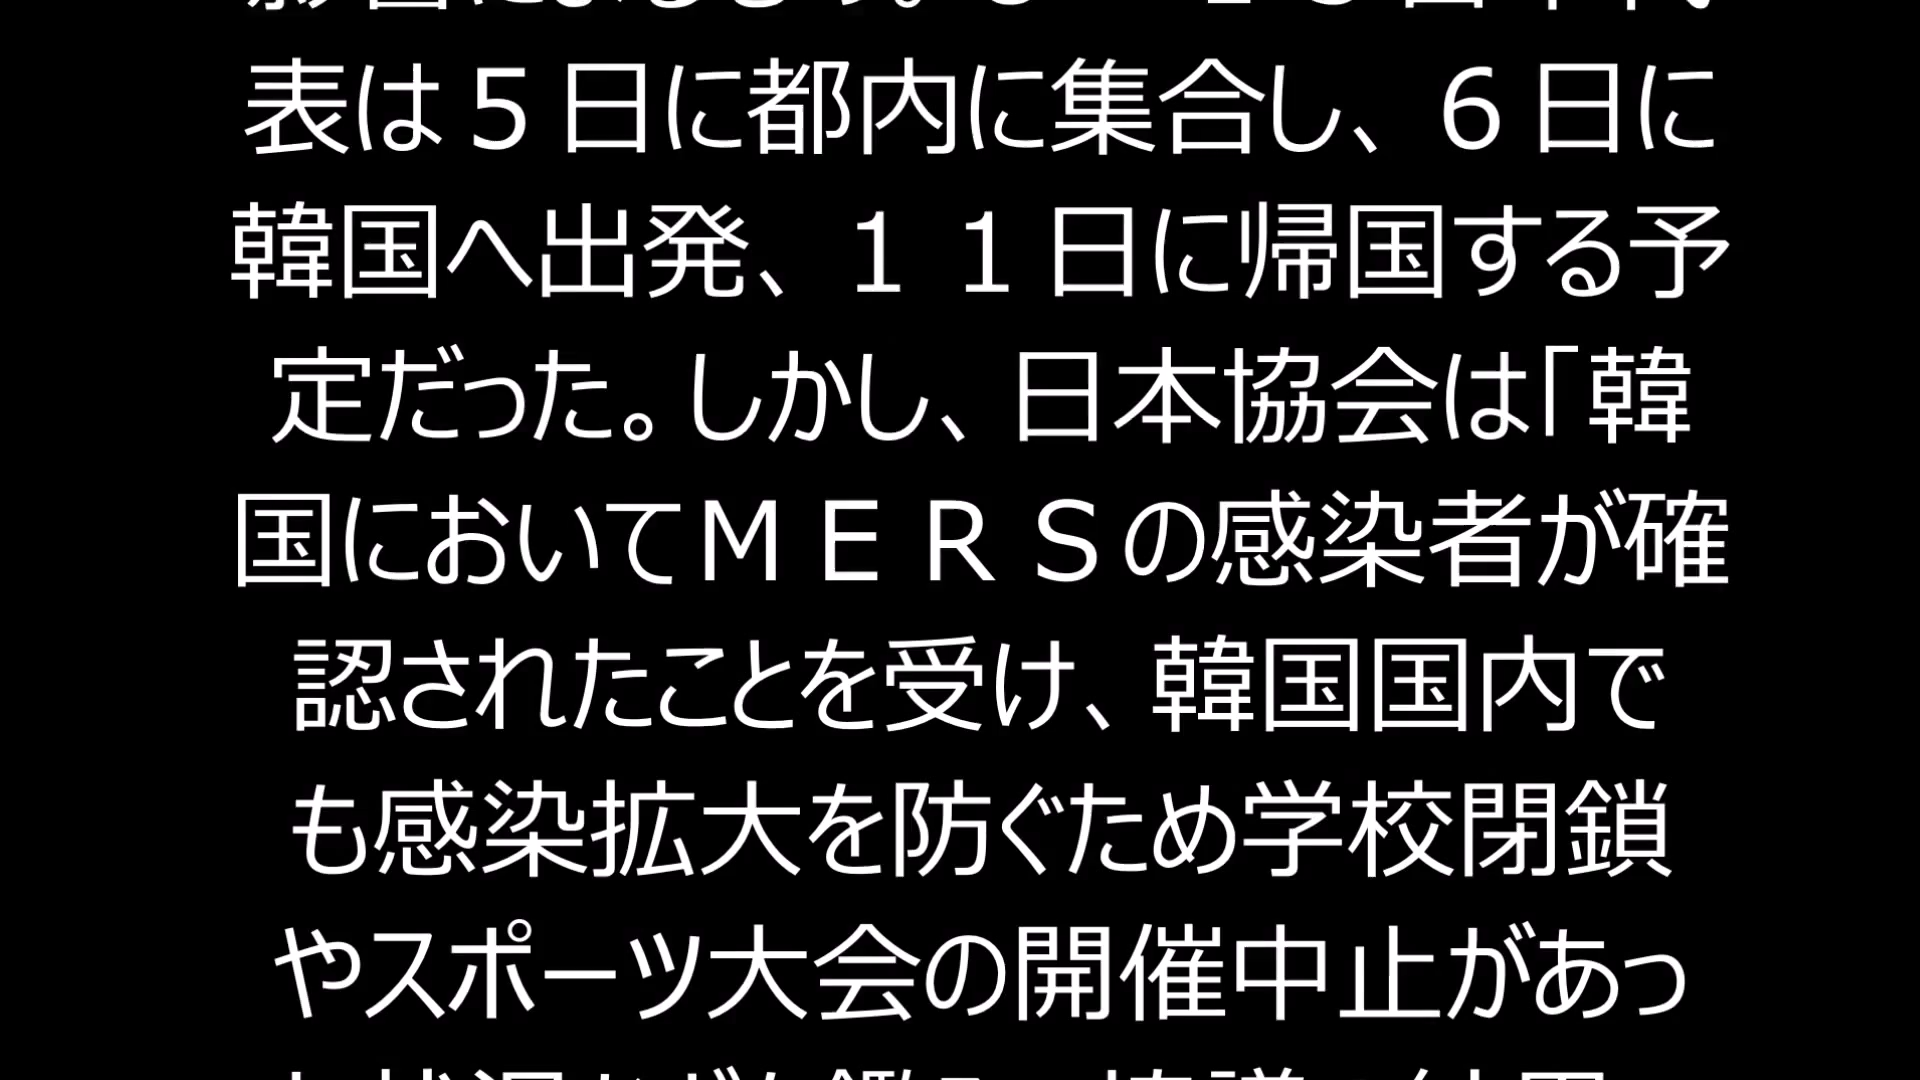 表は５日に都内に集合し、６日に
韓国へ出発、１１日に帰国する予
定だった。しかし、日本協会は「韓
国においてＭＥＲＳの感染者が確
認されたことを受け、韓国国内で
も感染拡大を防ぐため学校閉鎖
やスポーツ大会の開催中止があっ